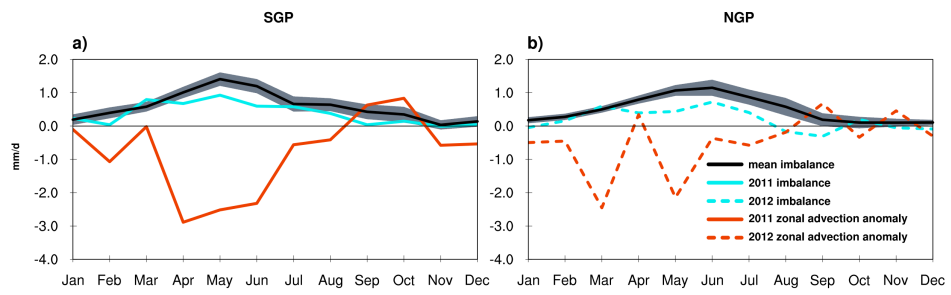 SGP
NGP
a)
b)
2.0
1.0
0.0
-1.0
-2.0
-3.0
-4.0
mm/d
Jan Feb Mar Apr May Jun Jul Aug Sep Oct Nov Dec
2.0
1.0
0.0
-1.0
-2.0
-3.0
-4.0
mean imbalance
2011 imbalance
2012 imbalance
2011 zonal advection anomaly
2012 zonal advection anomaly
Jan Feb Mar Apr May Jun Jul Aug Sep Oct Nov Dec